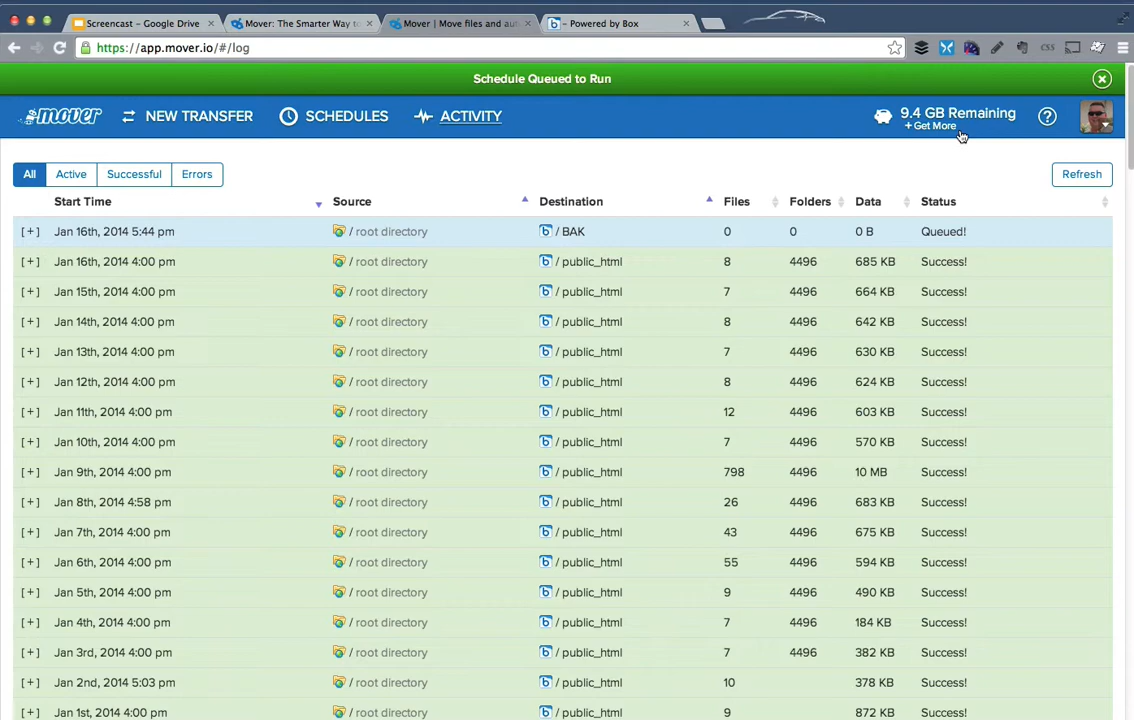 Screencast – Google Drive
Mover: The Smarter Way to
Mover | Move files and aut
– Powered by Box
https://app.mover.io/#/log
css
Schedule Queued to Run
mover
NEW TRANSFER
SCHEDULES
ACTIVITY
9.4 GB Remaining
+ Get More
?
All Active Successful Errors
Refresh
Start Time Source Destination Files Folders Data Status
[+] Jan 16th, 2014 5:44 pm / root directory / BAK 0 0 0 B Queued!
[+] Jan 16th, 2014 4:00 pm / root directory / public_html 8 4496 685 KB Success!
[+] Jan 15th, 2014 4:00 pm / root directory / public_html 7 4496 664 KB Success!
[+] Jan 14th, 2014 4:00 pm / root directory / public_html 8 4496 642 KB Success!
[+] Jan 13th, 2014 4:00 pm / root directory / public_html 7 4496 630 KB Success!
[+] Jan 12th, 2014 4:00 pm / root directory / public_html 8 4496 624 KB Success!
[+] Jan 11th, 2014 4:00 pm / root directory / public_html 12 4496 603 KB Success!
[+] Jan 10th, 2014 4:00 pm / root directory / public_html 7 4496 570 KB Success!
[+] Jan 9th, 2014 4:00 pm / root directory / public_html 798 4496 10 MB Success!
[+] Jan 8th, 2014 4:58 pm / root directory / public_html 26 4496 683 KB Success!
[+] Jan 7th, 2014 4:00 pm / root directory / public_html 43 4496 675 KB Success!
[+] Jan 6th, 2014 4:00 pm / root directory / public_html 55 4496 594 KB Success!
[+] Jan 5th, 2014 4:00 pm / root directory / public_html 9 4496 490 KB Success!
[+] Jan 4th, 2014 4:00 pm / root directory / public_html 7 4496 184 KB Success!
[+] Jan 3rd, 2014 4:00 pm / root directory / public_html 7 4496 382 KB Success!
[+] Jan 2nd, 2014 5:03 pm / root directory / public_html 10 378 KB Success!
[+] Jan 1st, 2014 4:00 pm / root directory / public_html 9 872 KB Success!